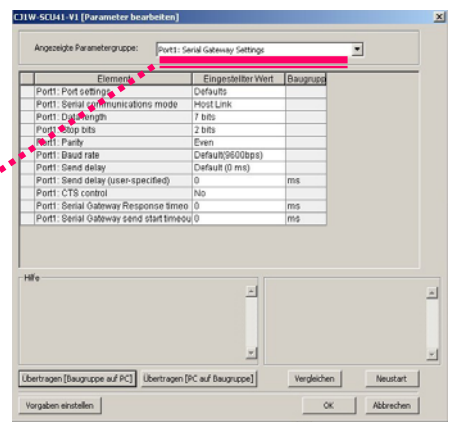 CJ1W-SCU41-V1 [Parameter bearbeiten]
Angezeigte Parametergruppe: Port1: Serial Gateway Settings
Element Eingestellter Wert Baugrupp
Port1: Port settings Defaults
Port1: Serial communications mode Host Link
Port1: Data length 7 bits
Port1: Stop bits 2 bits
Port1: Parity Even
Port1: Baud rate Default(9600bps)
Port1: Send delay Default (0 ms)
Port1: Send delay (user-specified) 0 ms
Port1: CTS control No
Port1: Serial Gateway Response timeo 0 ms
Port1: Serial Gateway send start timeou 0 ms
Hilfe
Übertragen [Baugruppe auf PC] Übertragen [PC auf Baugruppe] Vergleichen Neustart
Vorgaben einstellen OK Abbrechen